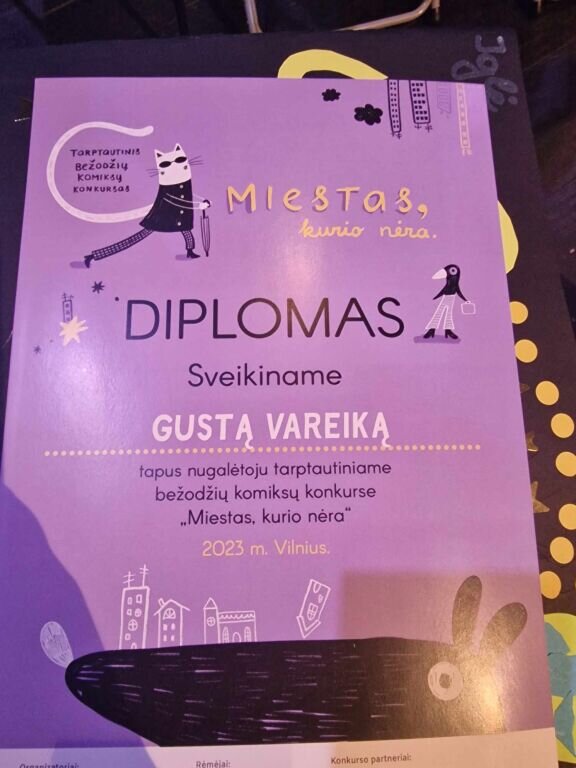 TARPTAUTINIS
BEŽODŽIŲ
KOMIKSŲ
KONKURSAS
MIESTAS,
kurio nėra.
DIPLOMAS
Sveikiname
GUSTĄ VAREIKĄ
tapus nugalėtoju tarptautiniame
bežodžių komiksų konkurse
„Miestas, kurio nėra“
2023 m. Vilnius.
Organizatoriai:
Rėmėjai:
Konkurso partneriai: